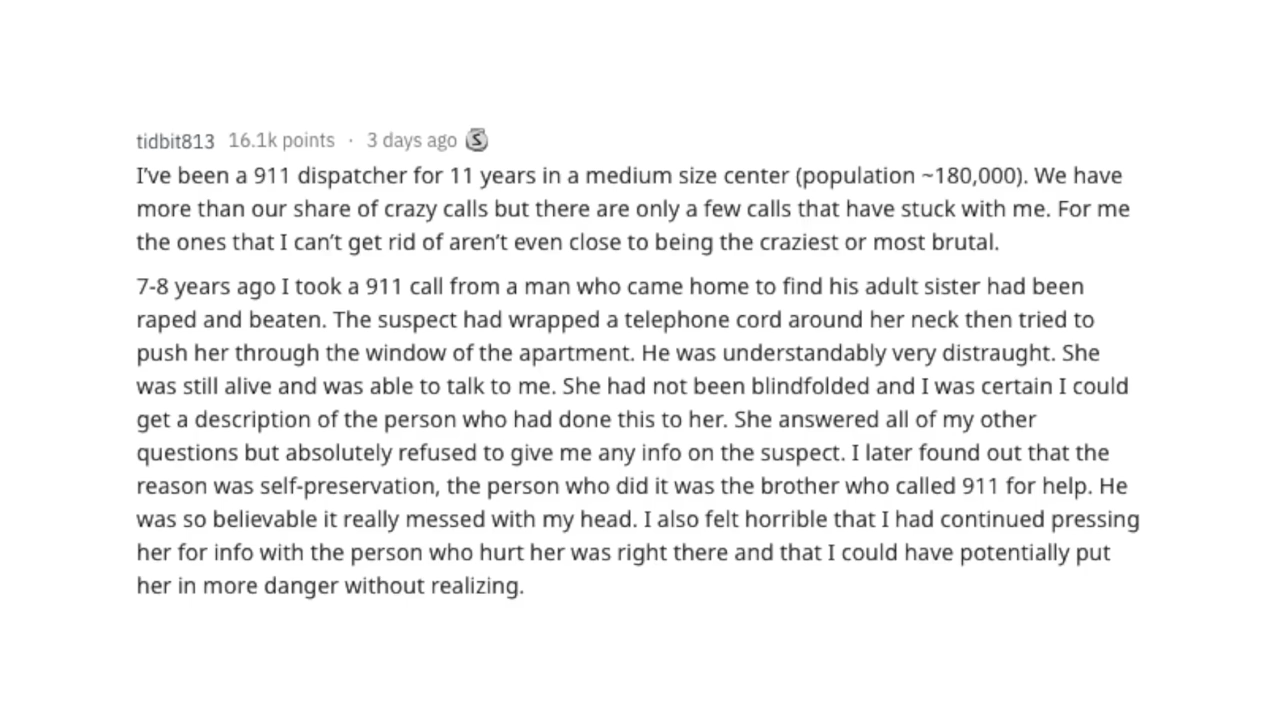 tidbit813 16.1k points · 3 days ago S
I’ve been a 911 dispatcher for 11 years in a medium size center (population ~180,000). We have
more than our share of crazy calls but there are only a few calls that have stuck with me. For me
the ones that I can’t get rid of aren’t even close to being the craziest or most brutal.
7-8 years ago I took a 911 call from a man who came home to find his adult sister had been
raped and beaten. The suspect had wrapped a telephone cord around her neck then tried to
push her through the window of the apartment. He was understandably very distraught. She
was still alive and was able to talk to me. She had not been blindfolded and I was certain I could
get a description of the person who had done this to her. She answered all of my other
questions but absolutely refused to give me any info on the suspect. I later found out that the
reason was self-preservation, the person who did it was the brother who called 911 for help. He
was so believable it really messed with my head. I also felt horrible that I had continued pressing
her for info with the person who hurt her was right there and that I could have potentially put
her in more danger without realizing.